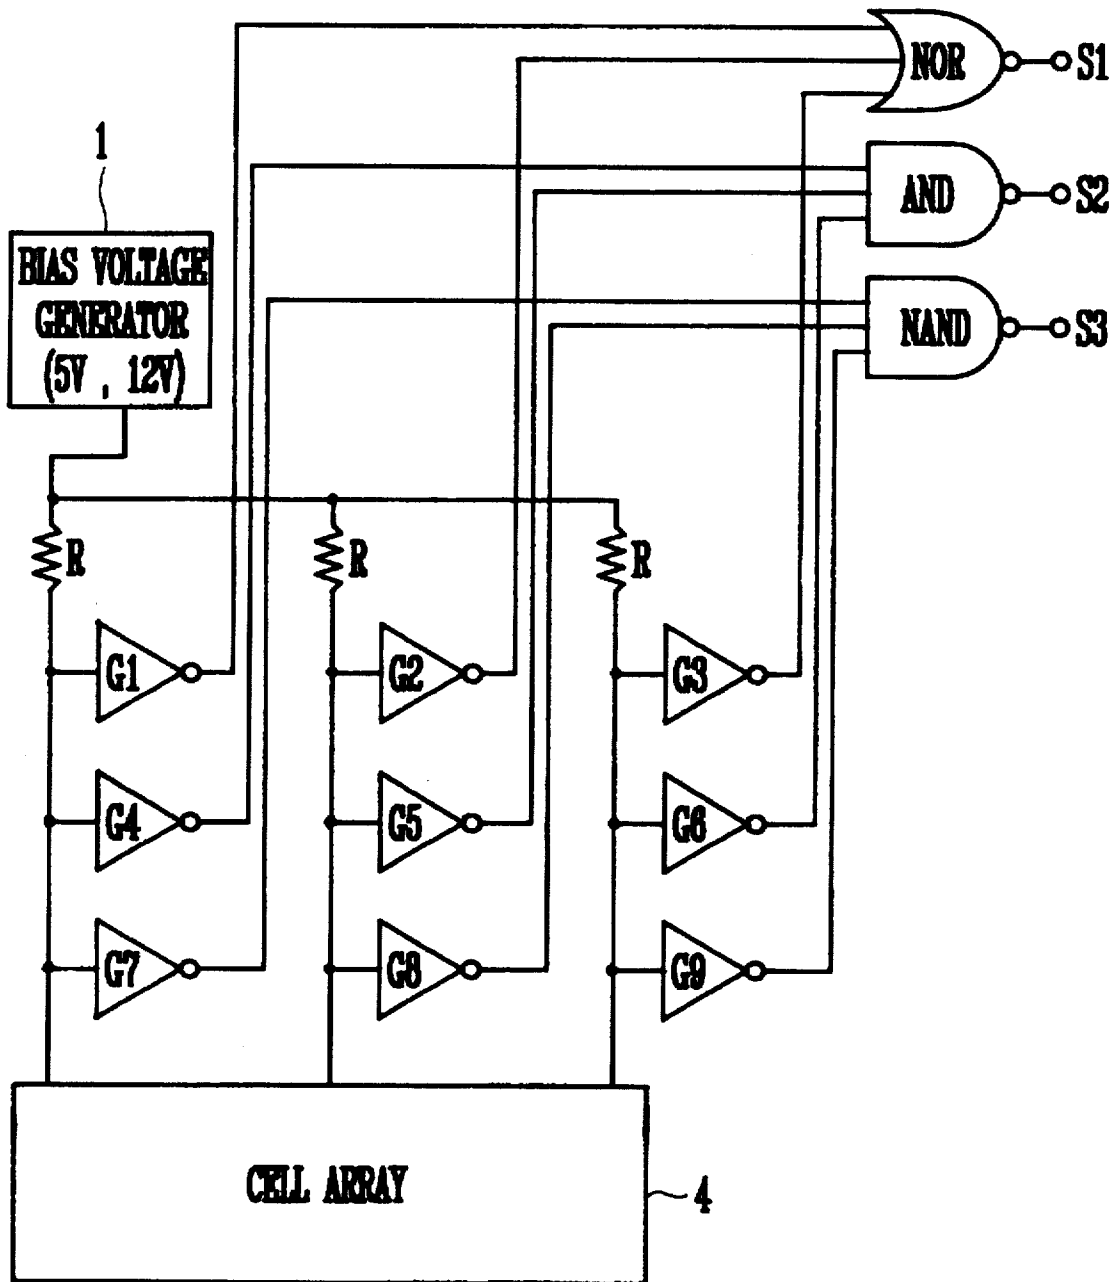 NOR
S1
1
AND
S2
BIAS VOLTAGE
GENERATOR
(5V , 12V)
NAND
S3
R
R
R
G1
G2
G3
G4
G5
G6
G7
G8
G9
CELL ARRAY
4